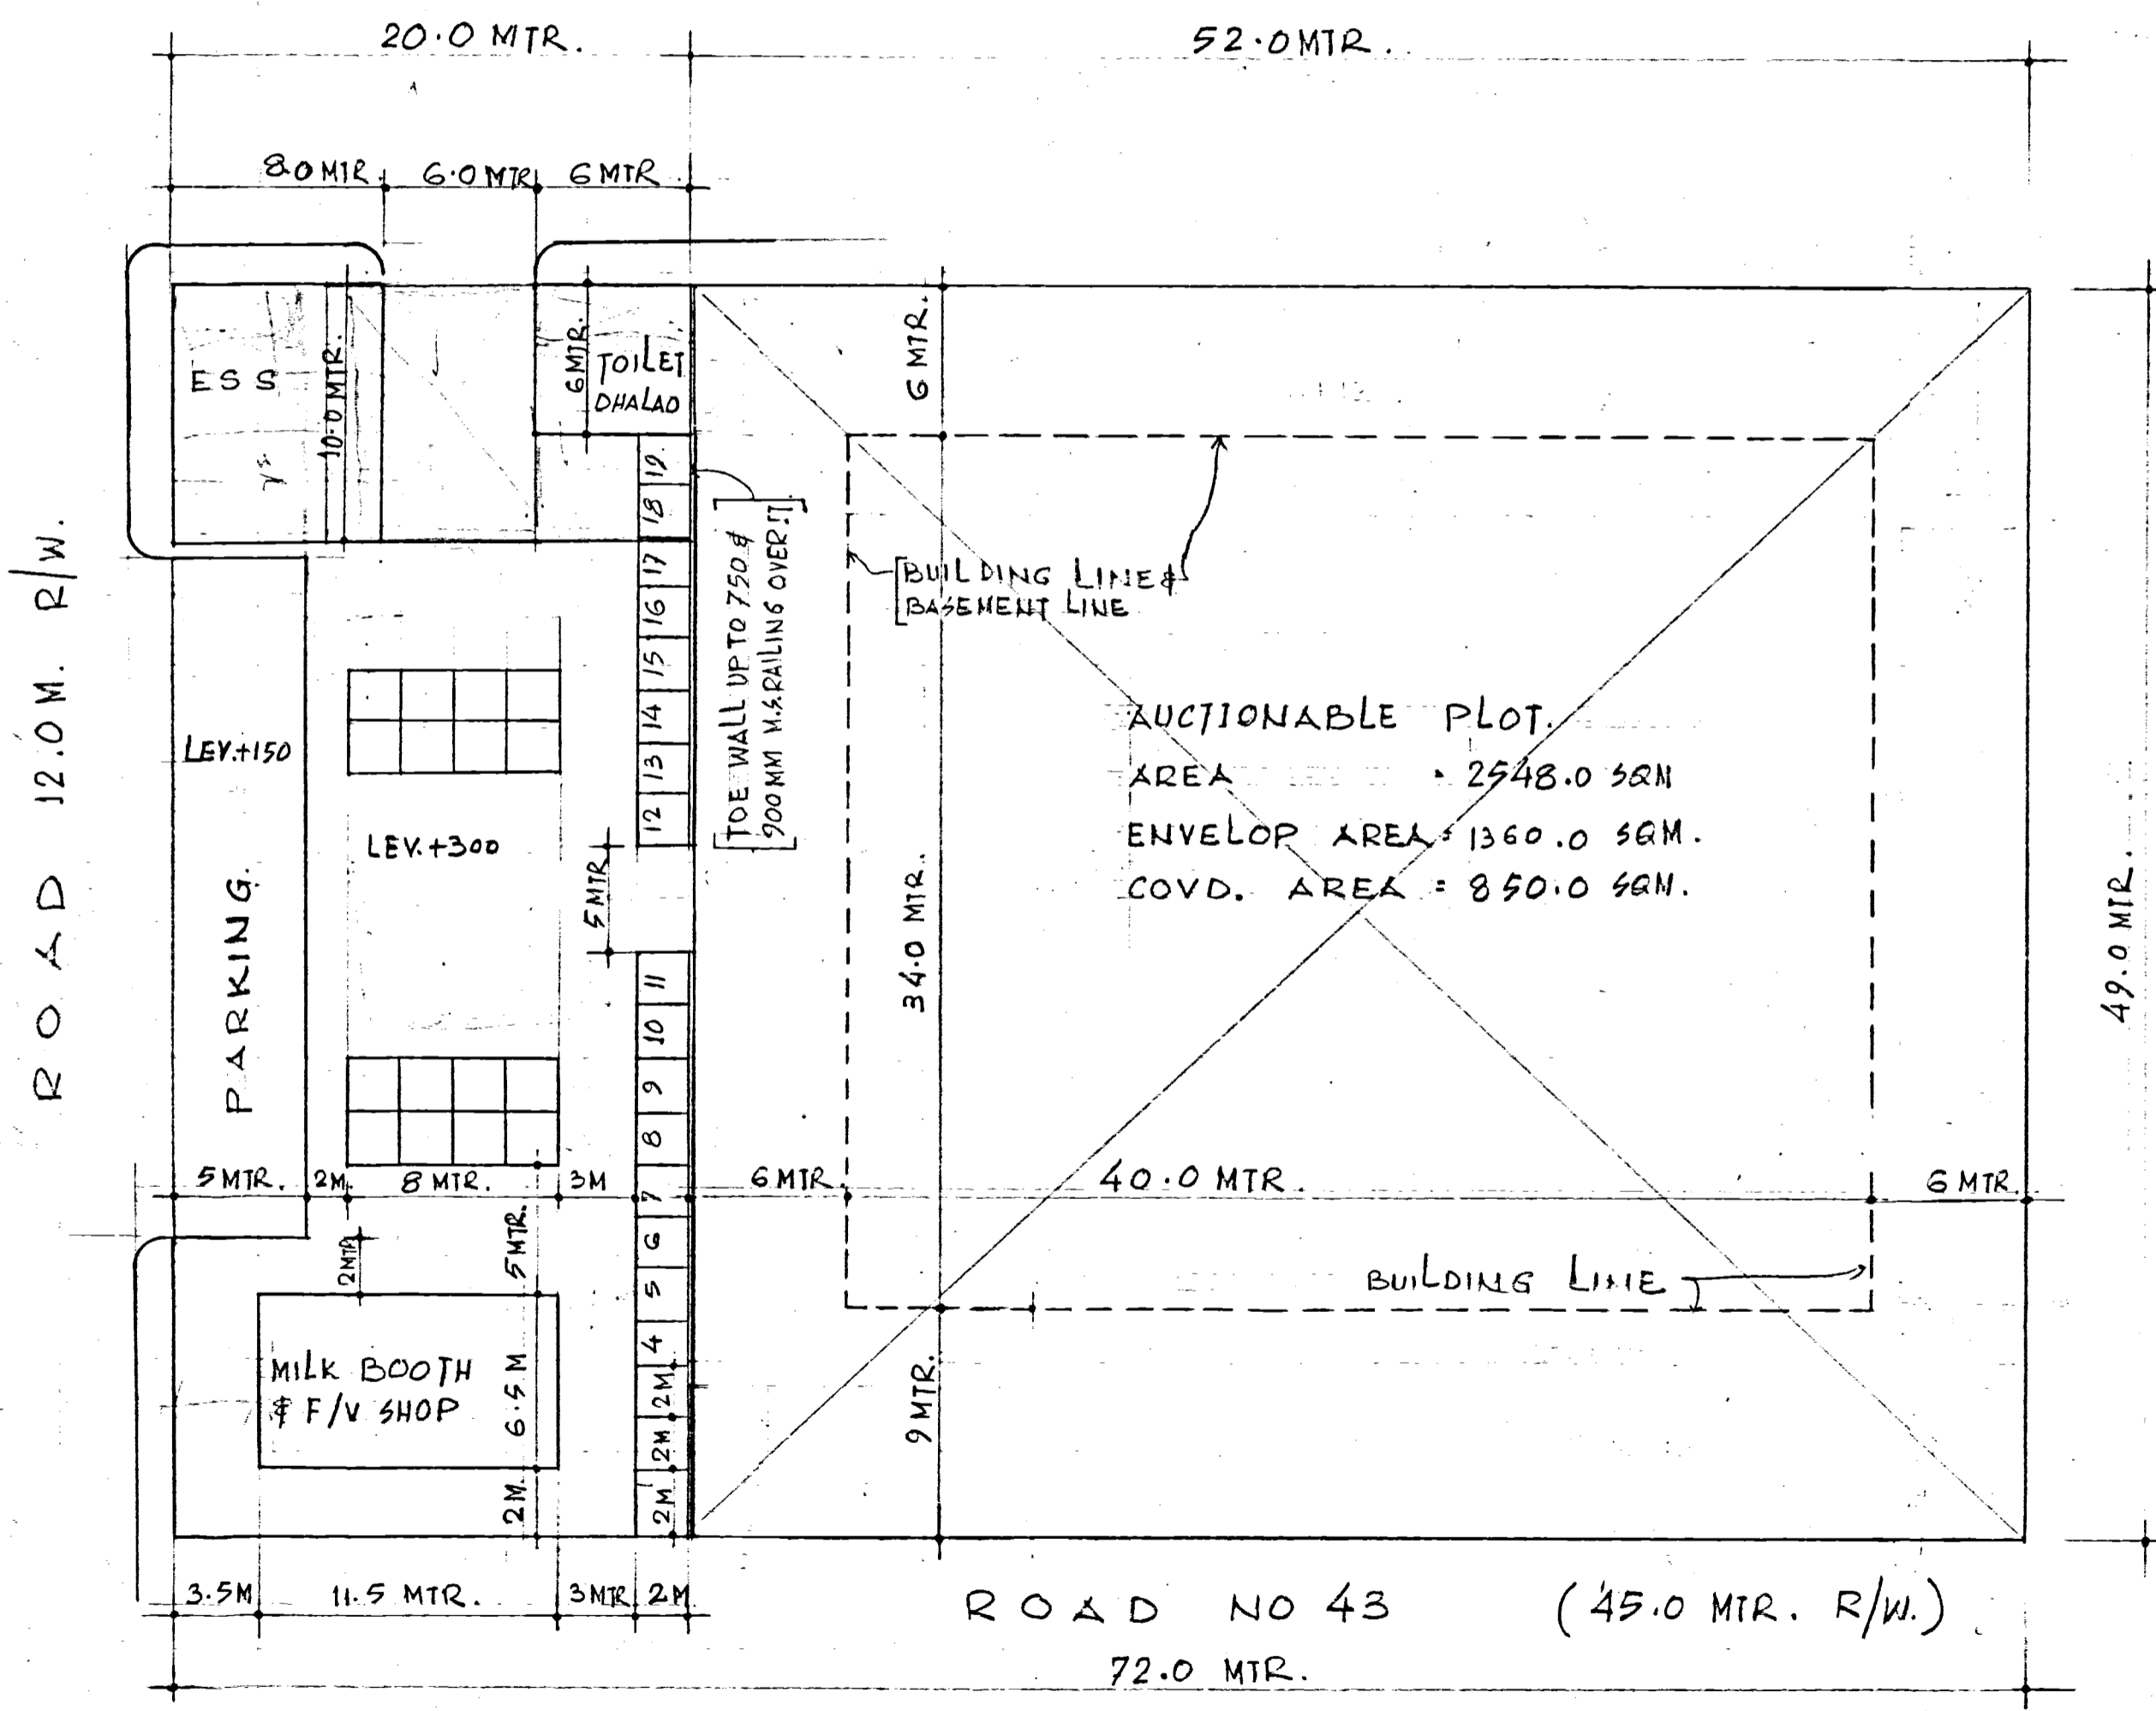 20.0 MTR.
52.0 MTR.
8.0 MTR.
6.0 MTR
6 MTR
ESS
10.0 MTR.
6 MTR.
TOILET
DHALAO
6 MTR.
19
18
17
16
15
14
13
12
[TOE WALL UP TO 750 &
900 MM M.S. RAILING OVER IT]
BUILDING LINE &
BASEMENT LINE
ROAD 12.0 M. R/W.
LEV.+150
PARKING.
LEV.+300
5 MTR
AUCTIONABLE PLOT.
AREA : 2548.0 SQM
ENVELOP AREA = 1360.0 SQM.
COVD. AREA = 850.0 SQM.
34.0 MTR.
49.0 MTR.
11
10
9
8
7
6
5
4
5 MTR.
2M.
8 MTR.
3M
6 MTR.
40.0 MTR.
6 MTR.
2MTR
5 MTR.
BUILDING LINE
MILK BOOTH
& F/V SHOP
6.5 M
2M.
2M
2M
2M
9 MTR.
3.5M
11.5 MTR.
3 MTR
2M
ROAD NO 43 (45.0 MTR. R/W.)
72.0 MTR.